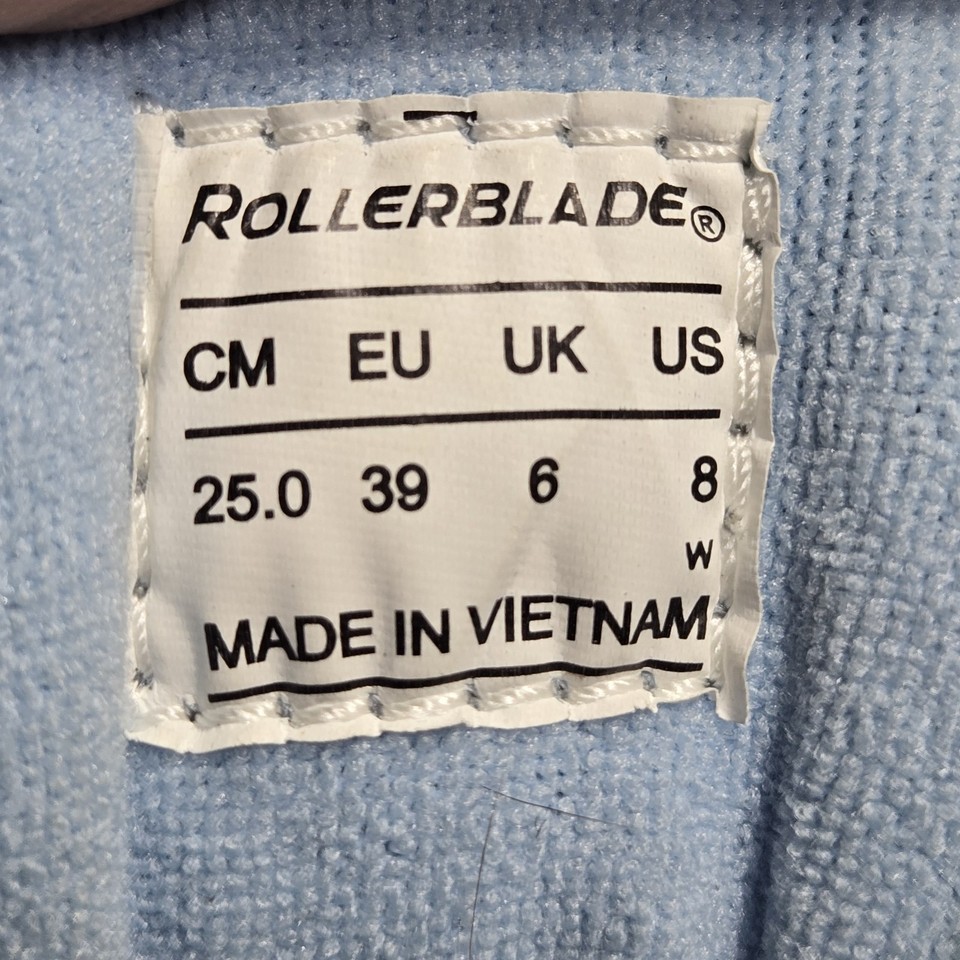 ROLLERBLADE®
CM EU UK US
25.0 39 6 8
W
MADE IN VIETNAM